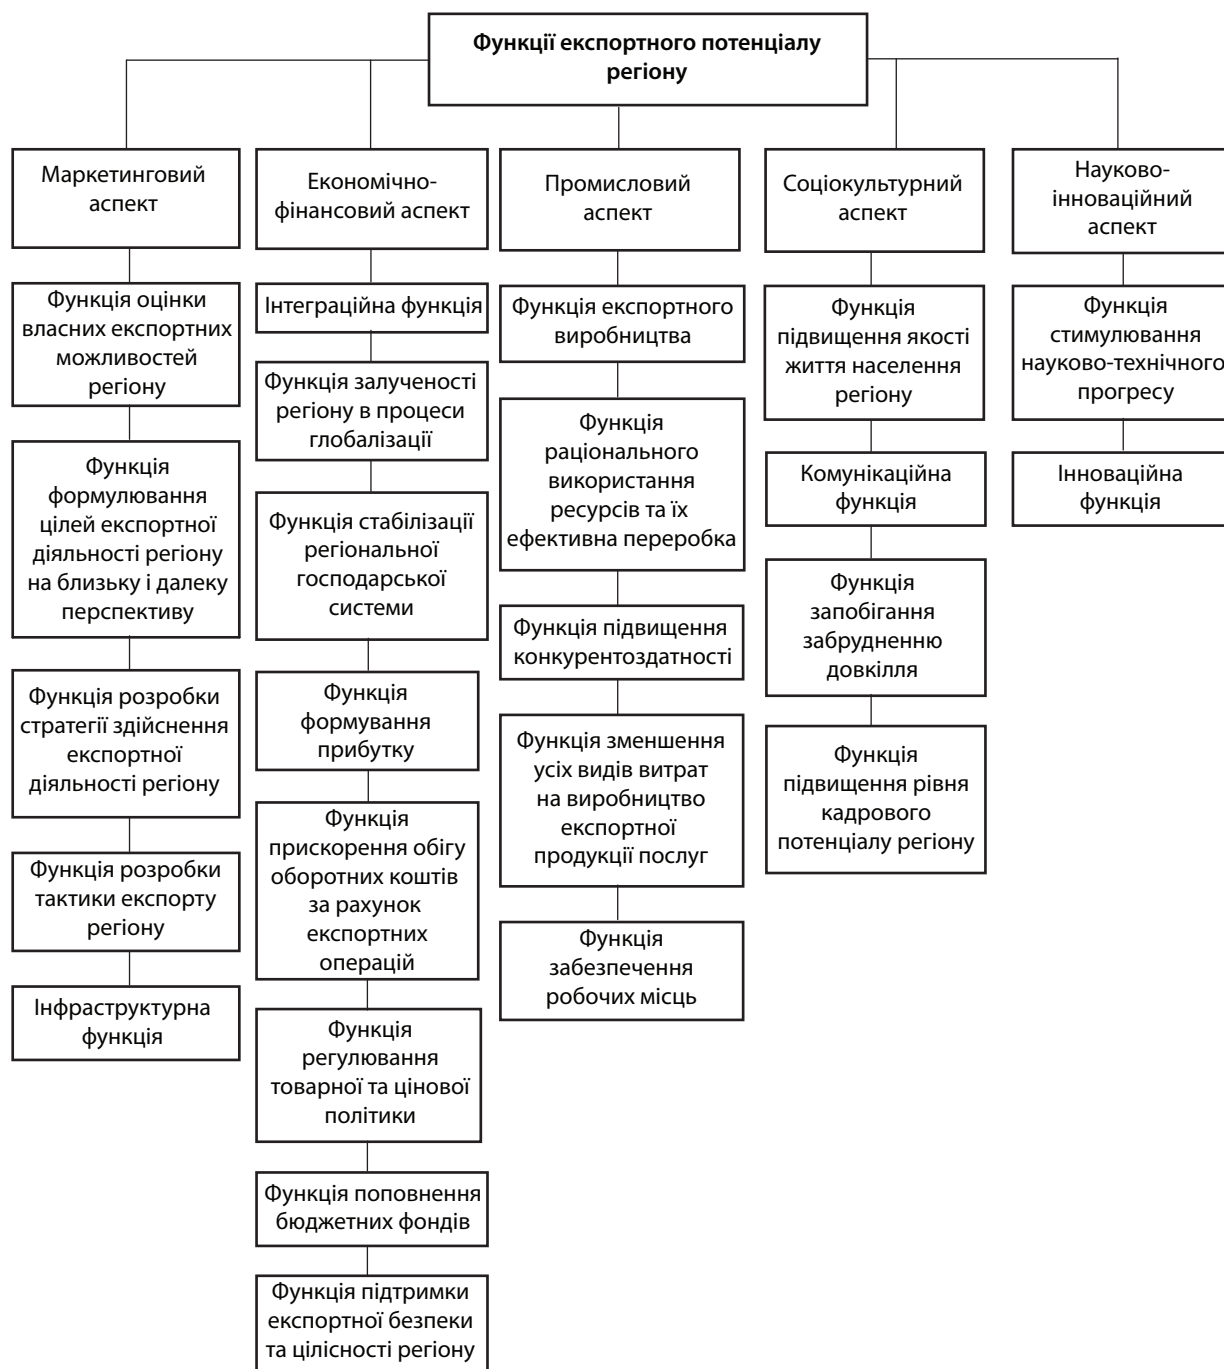 Функції експортного потенціалу
регіону
Маркетинговий
аспект
Функція оцінки
власних експортних
можливостей
регіону
Функція
формулювання
цілей експортної
діяльності регіону
на близьку і далеку
перспективу
Функція розробки
стратегії здійснення
експортної
діяльності регіону
Функція розробки
тактики експорту
регіону
Інфраструктурна
функція
Економічно-
фінансовий аспект
Інтеграційна функція
Функція залученості
регіону в процеси
глобалізації
Функція стабілізації
регіональної
господарської
системи
Функція
формування
прибутку
Функція
прискорення обігу
оборотних коштів
за рахунок
експортних
операцій
Функція
регулювання
товарної та цінової
політики
Функція поповнення
бюджетних фондів
Функція підтримки
експортної безпеки
та цілісності регіону
Промисловий
аспект
Функція експортного
виробництва
Функція
раціонального
використання
ресурсів та їх
ефективна переробка
Функція підвищення
конкурентоздатності
Функція зменшення
усіх видів витрат
на виробництво
експортної
продукції послуг
Функція
забезпечення
робочих місць
Соціокультурний
аспект
Функція
підвищення якості
життя населення
регіону
Комунікаційна
функція
Функція
запобігання
забрудненню
довкілля
Функція
підвищення рівня
кадрового
потенціалу регіону
Науково-
інноваційний
аспект
Функція
стимулювання
науково-технічного
прогресу
Інноваційна
функція